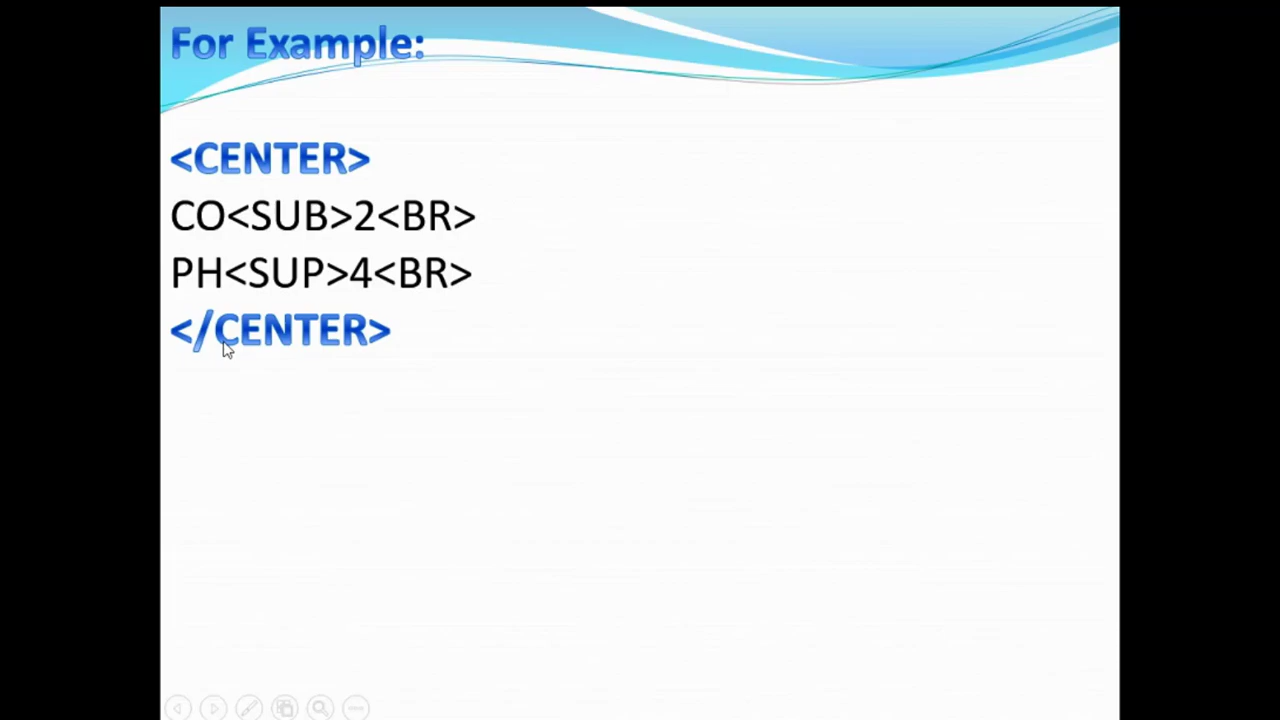 For Example:
<CENTER>
CO<SUB>2<BR>
PH<SUP>4<BR>
</CENTER>